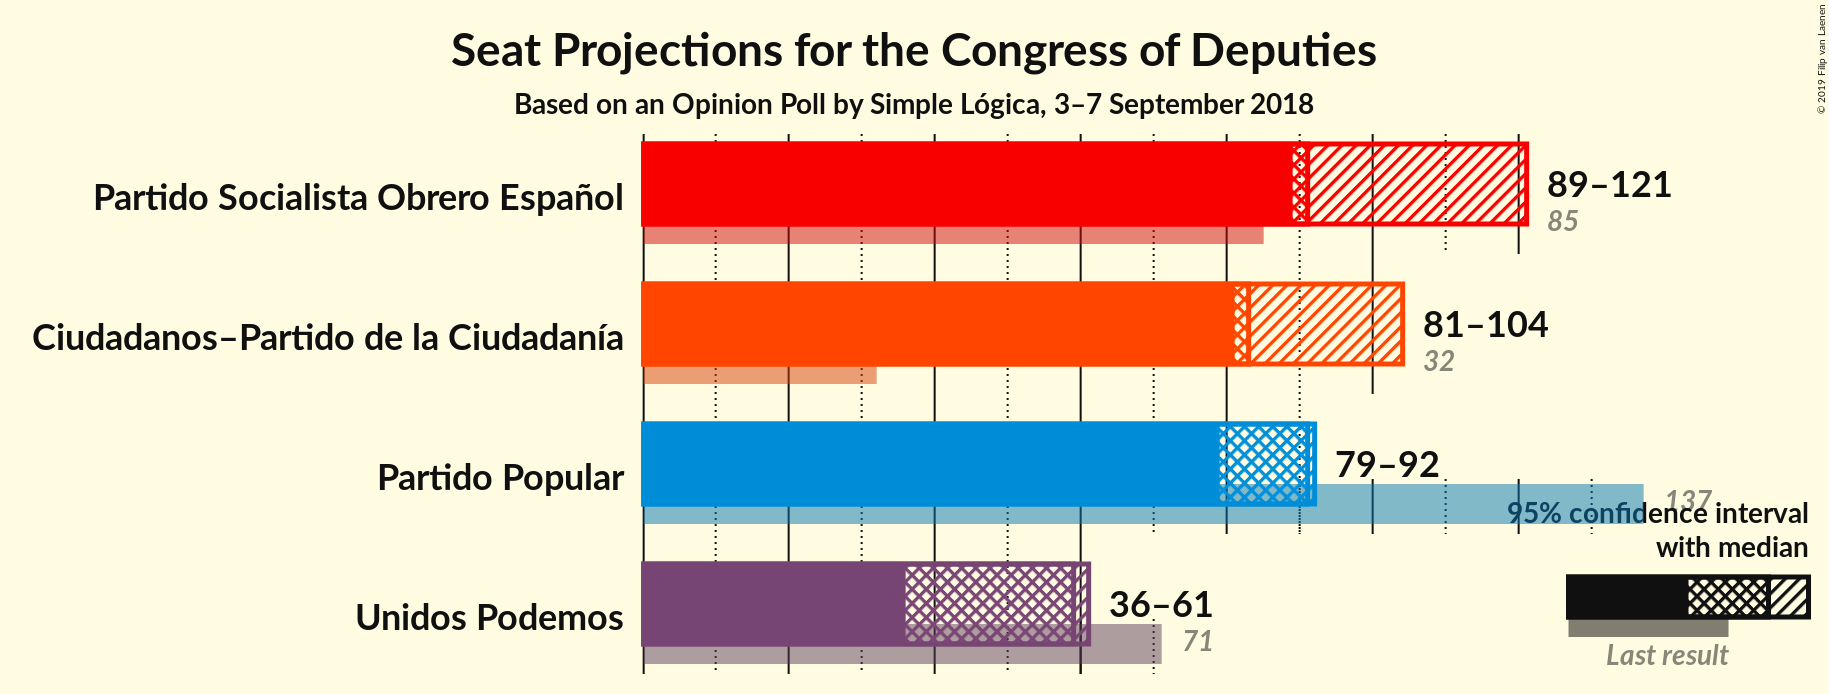 Seat Projections for the Congress of Deputies
Based on an Opinion Poll by Simple Lógica, 3–7 September 2018
© 2019 Filip van Laenen
Partido Socialista Obrero Español
89–121
85
Ciudadanos–Partido de la Ciudadanía
81–104
32
Partido Popular
79–92
137
95% confidence interval
with median
Unidos Podemos
36–61
71
Last result